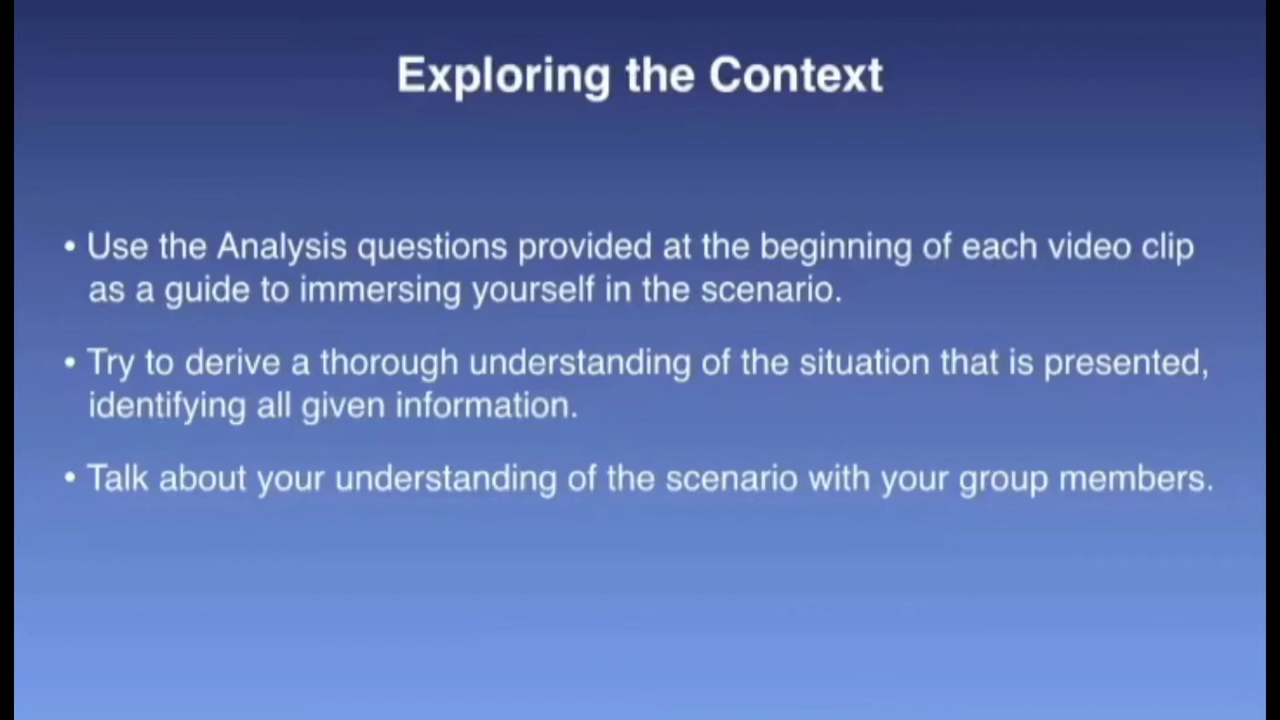 Exploring the Context
• Use the Analysis questions provided at the beginning of each video clip
as a guide to immersing yourself in the scenario.
• Try to derive a thorough understanding of the situation that is presented,
identifying all given information.
• Talk about your understanding of the scenario with your group members.